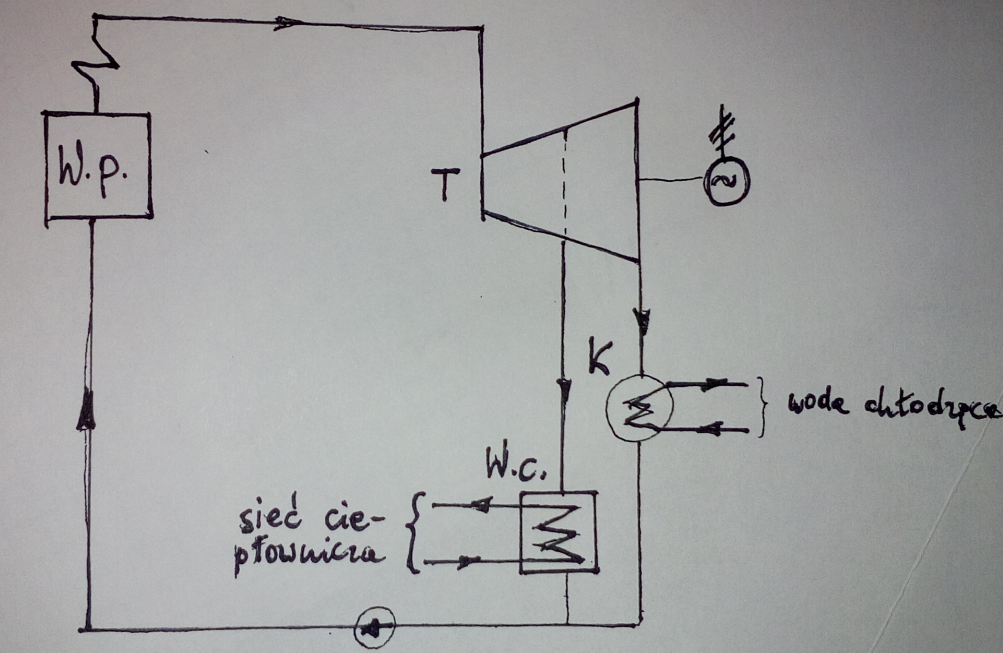 W.p.
T
K
woda chłodząca
W.c.
sieć cie-
płownicza